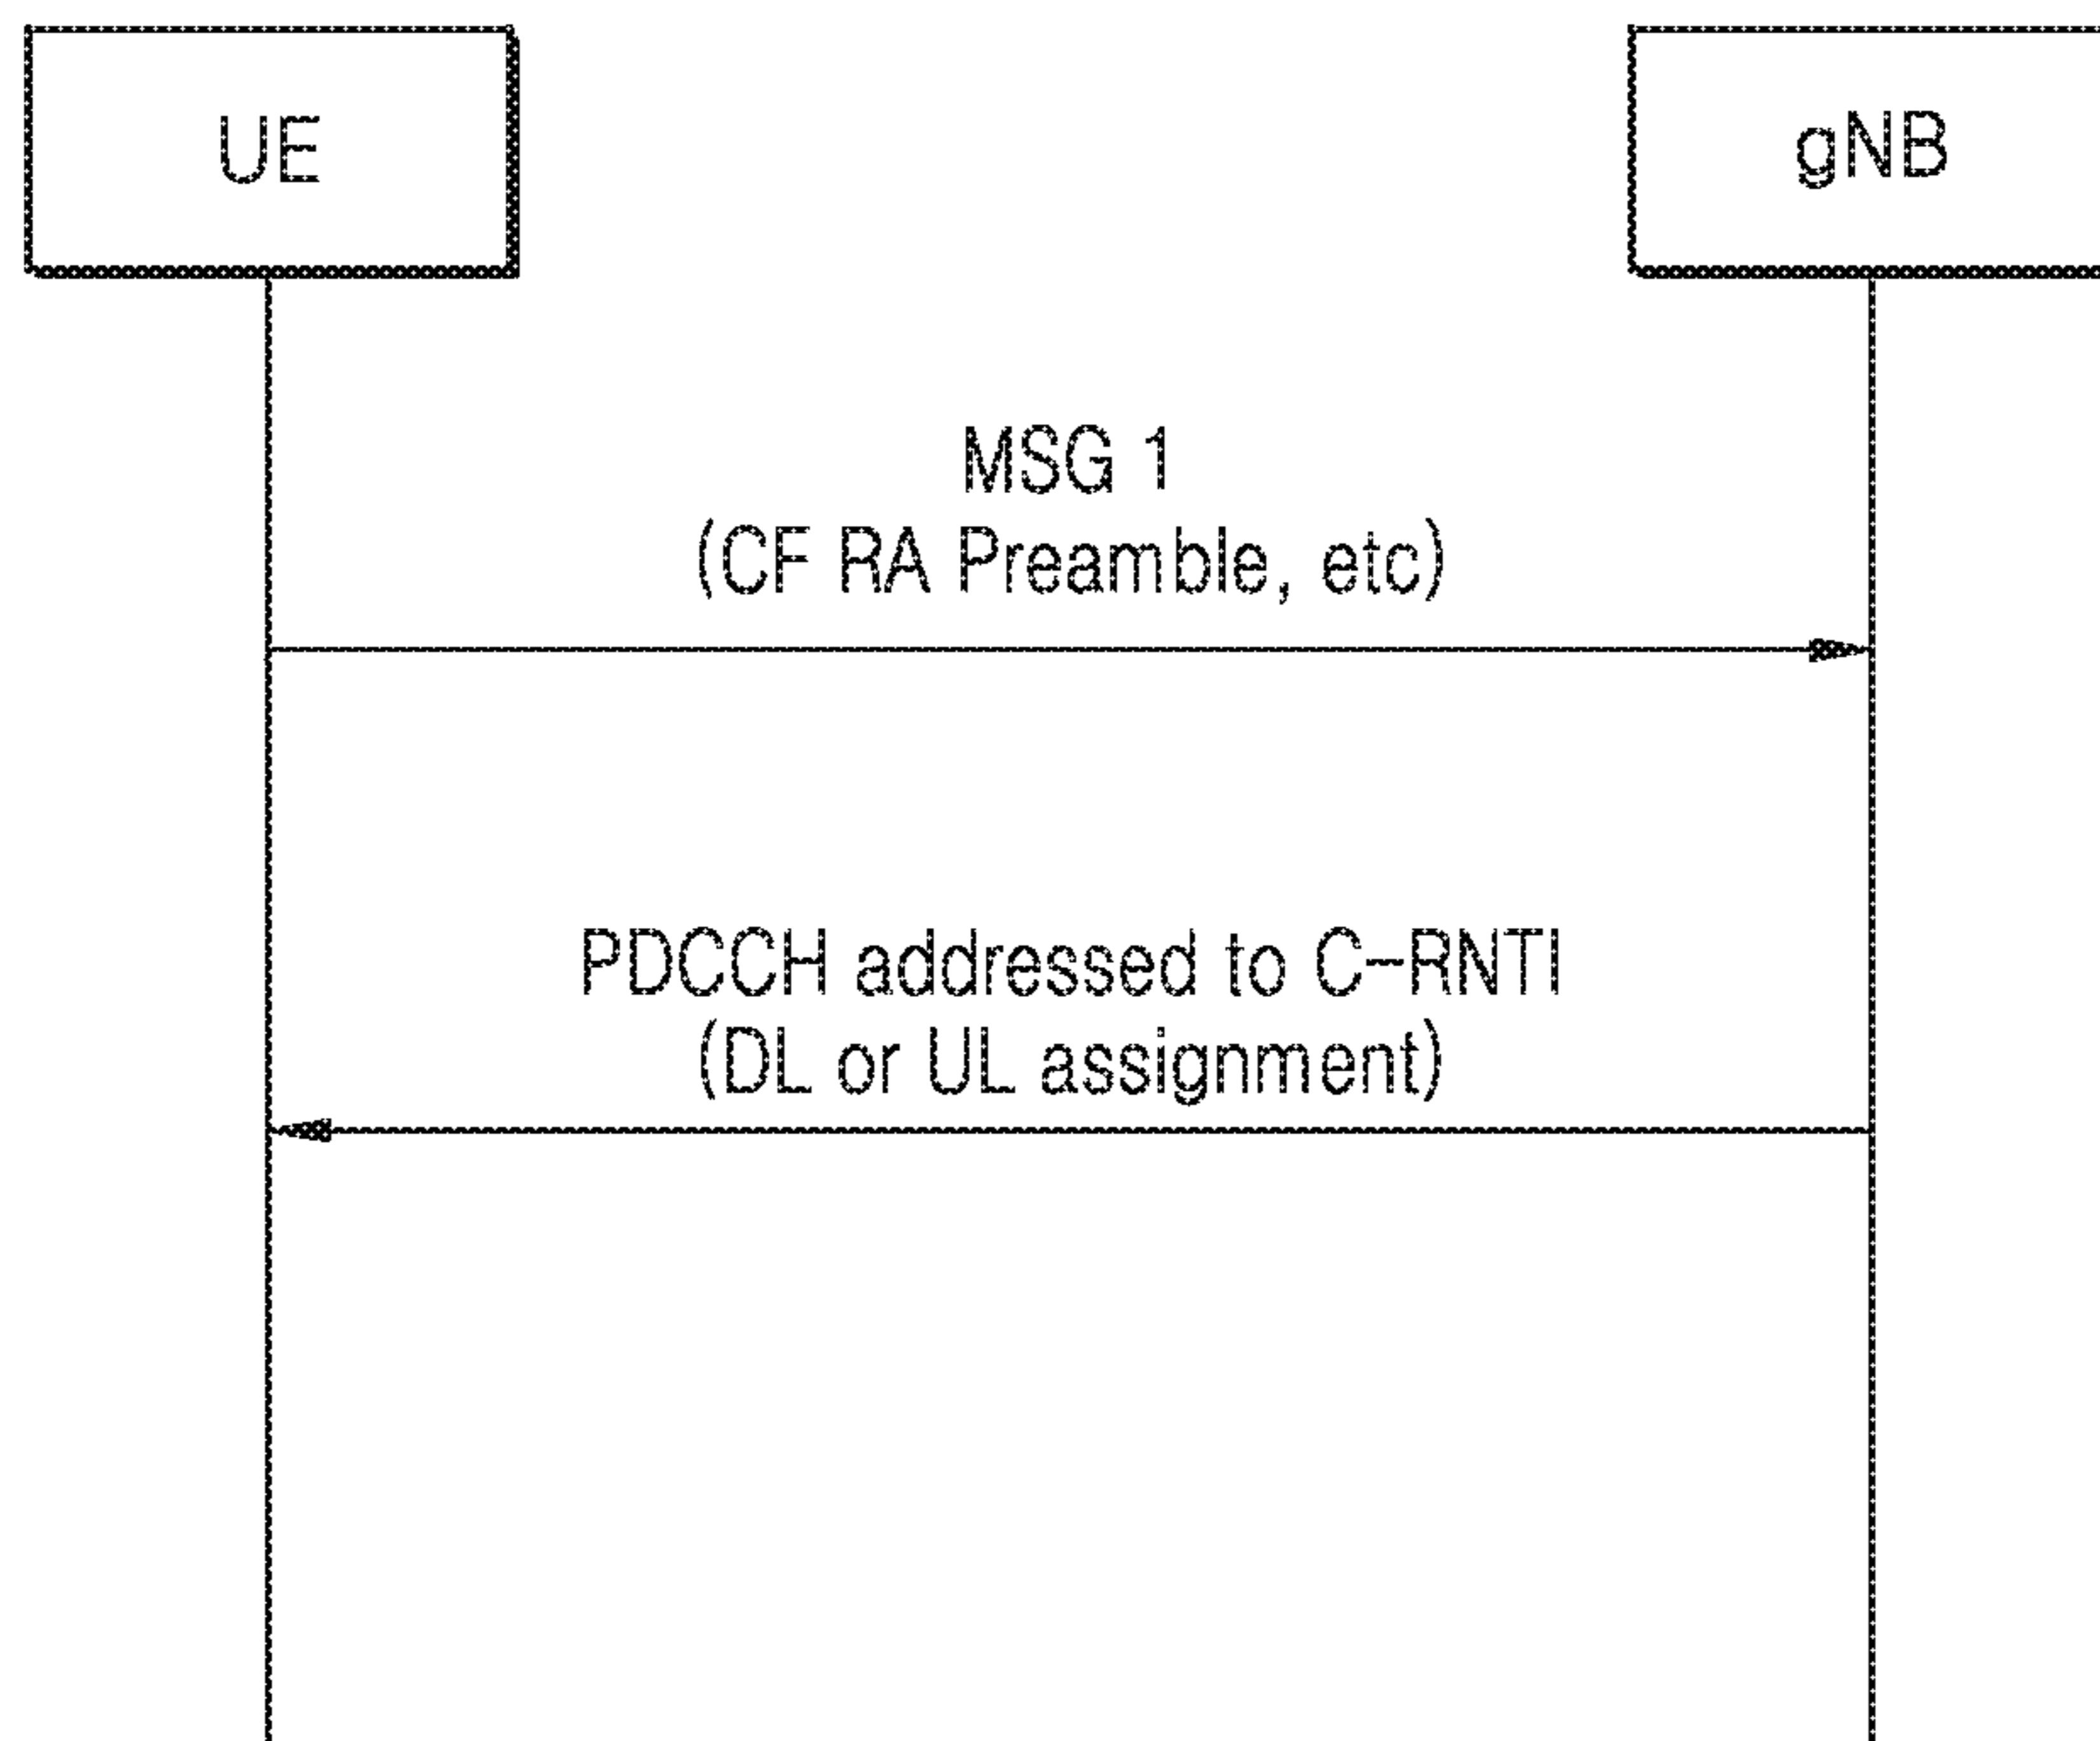 UE
gNB
MSG 1
(CF RA Preamble, etc)
PDCCH addressed to C-RNTI
(DL or UL assignment)